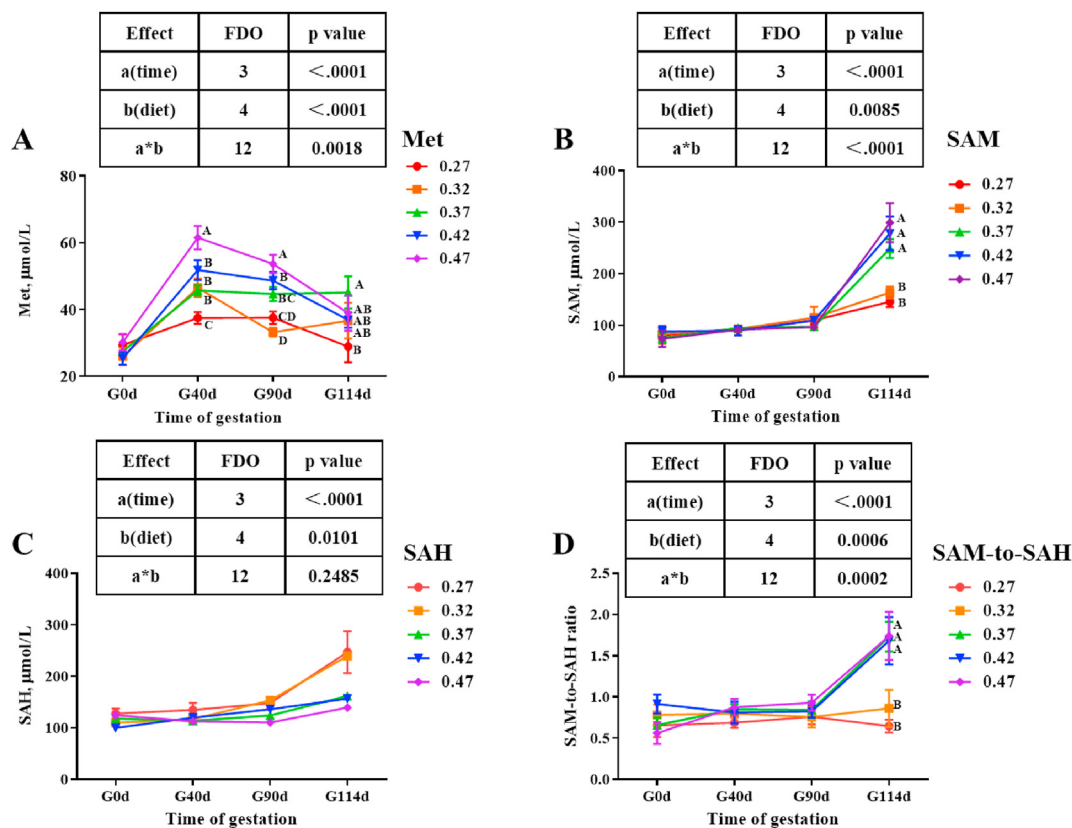 Effect FDO p value
a(time) 3 <.0001
b(diet) 4 <.0001
a*b 12 0.0018
A
Met
0.27
0.32
0.37
0.42
0.47
80
60
40
20
Met, μmol/L
A
B
B
B
C
A
B
BC
CD
D
A
AB
AB
AB
B
G0d G40d G90d G114d
Time of gestation
Effect FDO p value
a(time) 3 <.0001
b(diet) 4 0.0085
a*b 12 <.0001
B
SAM
0.27
0.32
0.37
0.42
0.47
400
300
200
100
0
SAM, μmol/L
A
A
A
B
B
G0d G40d G90d G114d
Time of gestation
Effect FDO p value
a(time) 3 <.0001
b(diet) 4 0.0101
a*b 12 0.2485
C
SAH
0.27
0.32
0.37
0.42
0.47
400
300
200
100
0
SAH, μmol/L
G0d G40d G90d G114d
Time of gestation
Effect FDO p value
a(time) 3 <.0001
b(diet) 4 0.0006
a*b 12 0.0002
D
SAM-to-SAH
0.27
0.32
0.37
0.42
0.47
2.5
2.0
1.5
1.0
0.5
0.0
SAM-to-SAH ratio
A
A
A
B
B
G0d G40d G90d G114d
Time of gestation